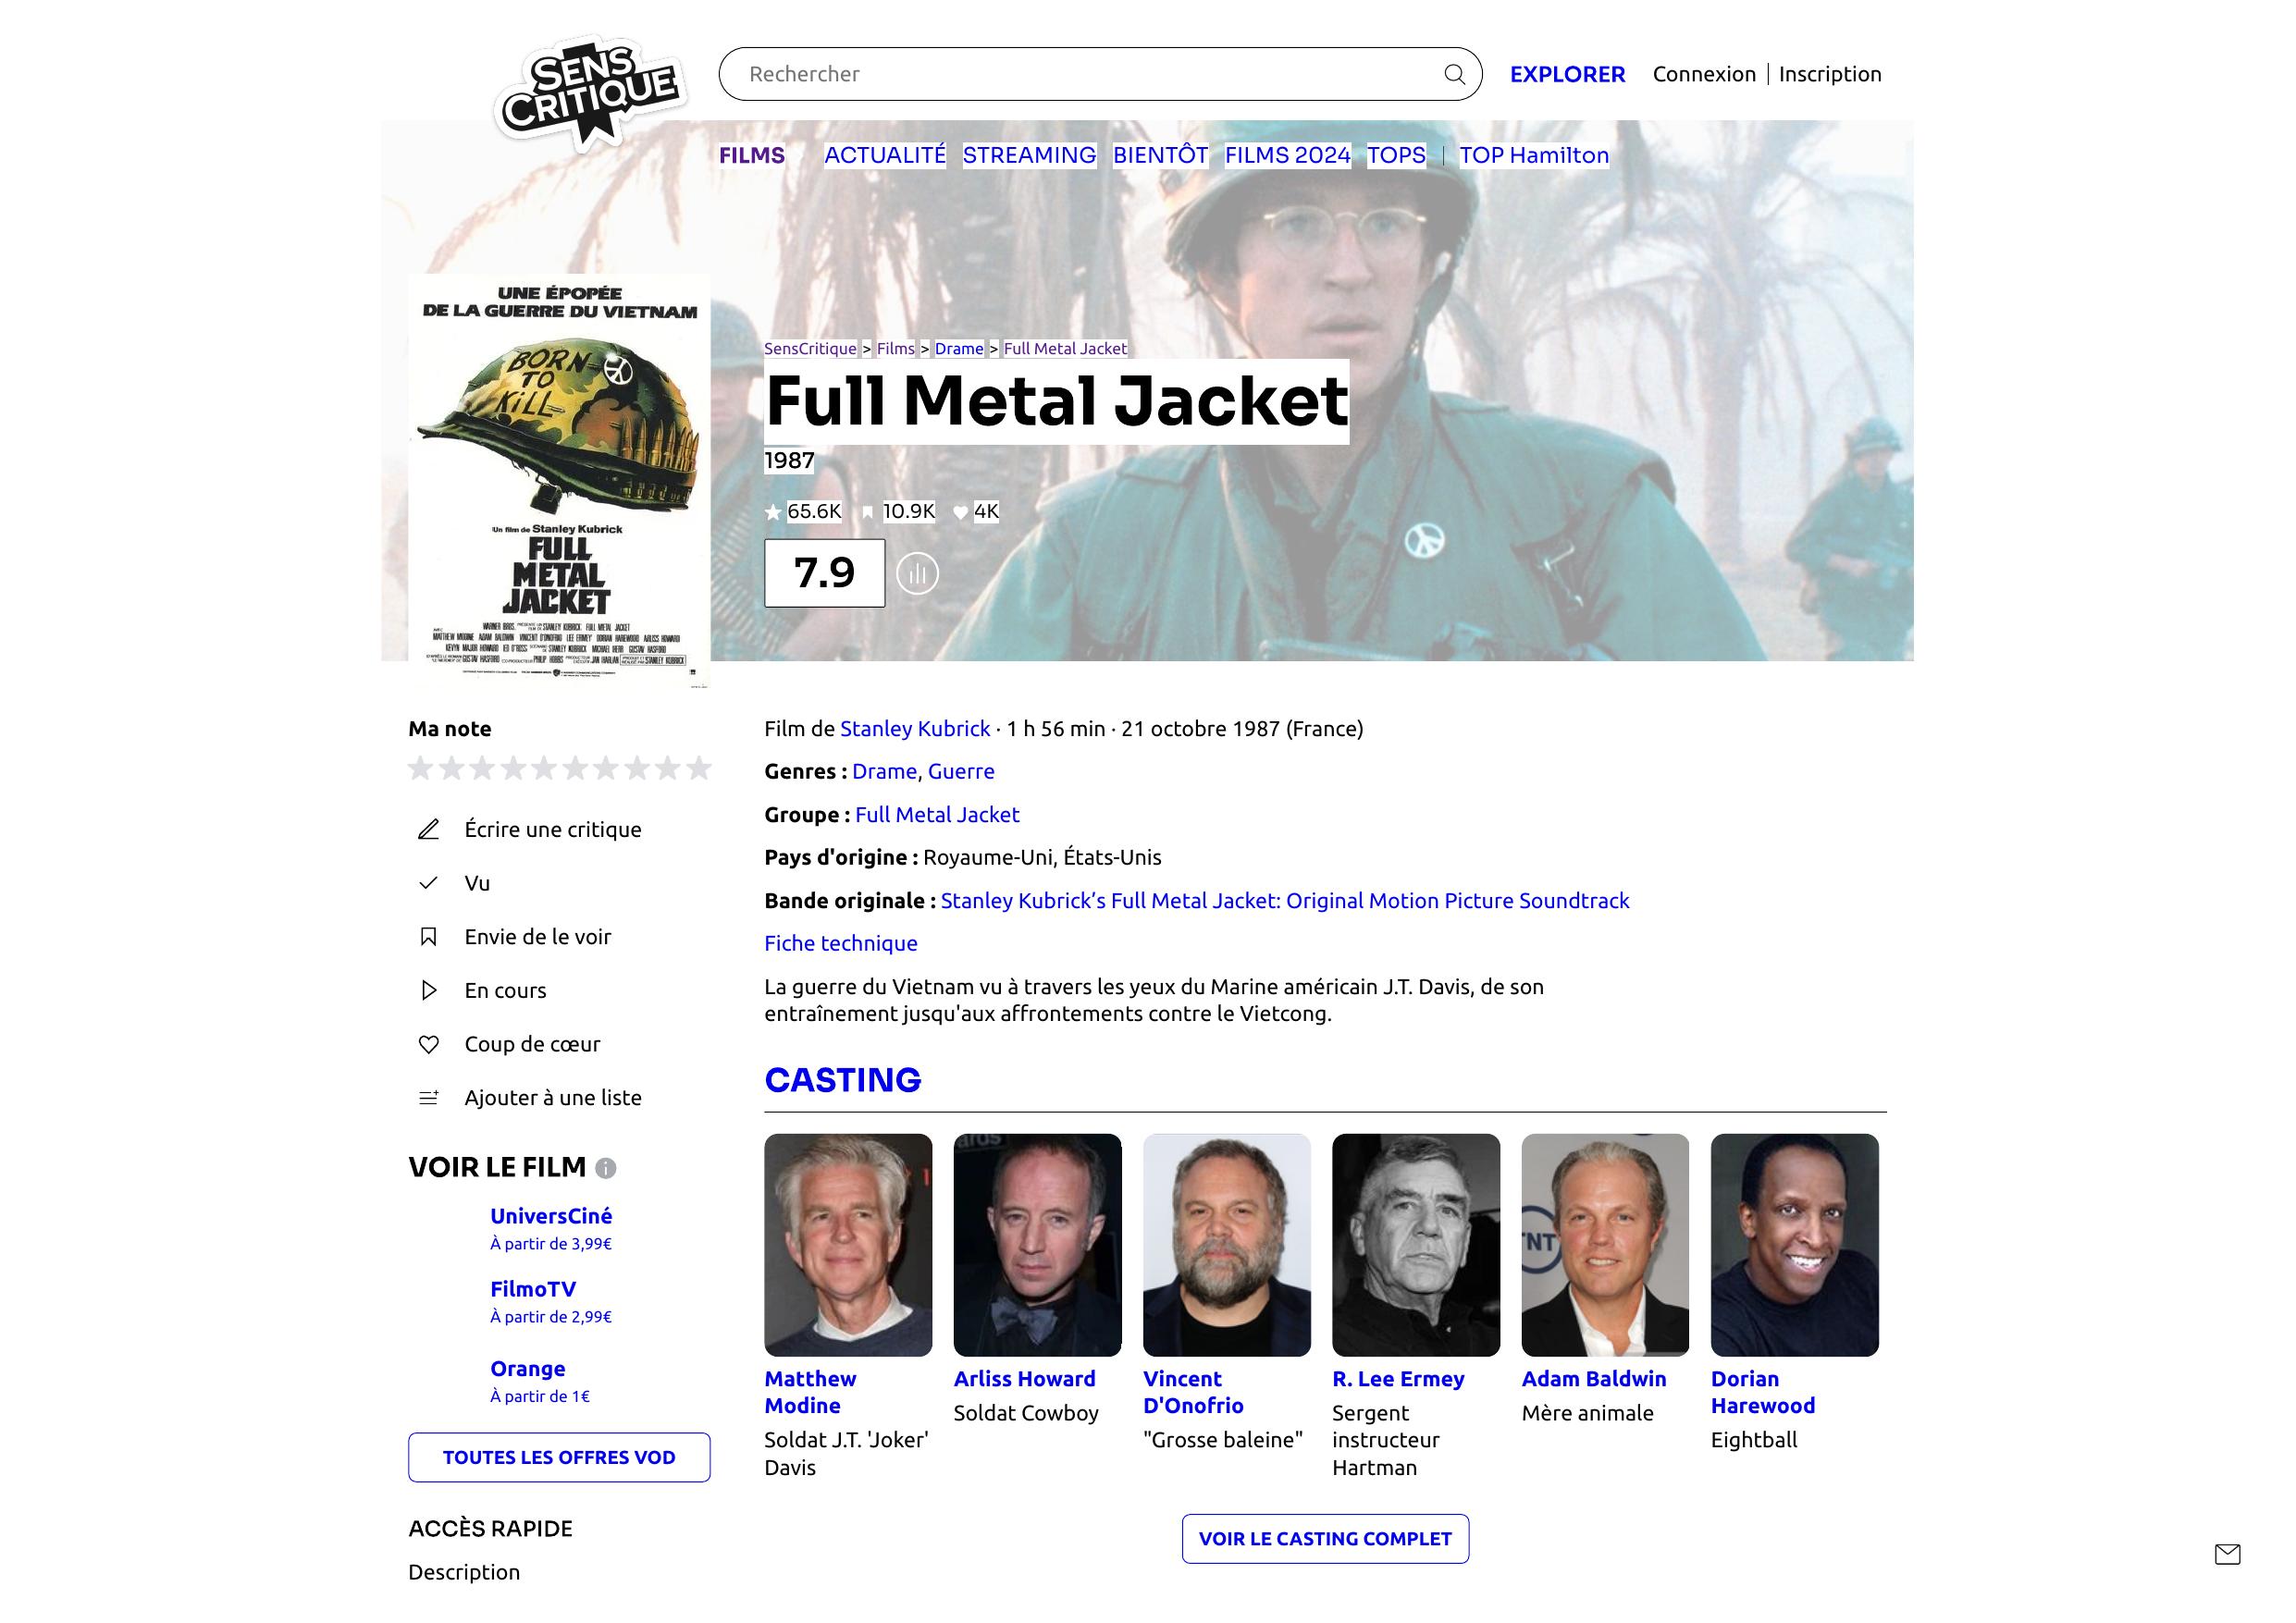 SENS
CRITIQUE
Rechercher
EXPLORER
Connexion
Inscription
FILMS
ACTUALITÉ
STREAMING
BIENTÔT
FILMS 2024
TOPS
TOP Hamilton
UNE ÉPOPÉE
DE LA GUERRE DU VIETNAM
BORN
TO
KiLL
Un film de Stanley Kubrick
FULL
METAL
JACKET
SensCritique > Films > Drame > Full Metal Jacket
Full Metal Jacket
1987
65.6K
10.9K
4K
7.9
Ma note
Écrire une critique
Vu
Envie de le voir
En cours
Coup de cœur
Ajouter à une liste
VOIR LE FILM
UniversCiné
À partir de 3,99€
FilmoTV
À partir de 2,99€
Orange
À partir de 1€
TOUTES LES OFFRES VOD
ACCÈS RAPIDE
Description
Film de Stanley Kubrick · 1 h 56 min · 21 octobre 1987 (France)
Genres : Drame, Guerre
Groupe : Full Metal Jacket
Pays d'origine : Royaume-Uni, États-Unis
Bande originale : Stanley Kubrick’s Full Metal Jacket: Original Motion Picture Soundtrack
Fiche technique
La guerre du Vietnam vu à travers les yeux du Marine américain J.T. Davis, de son
entraînement jusqu'aux affrontements contre le Vietcong.
CASTING
Matthew
Modine
Soldat J.T. 'Joker'
Davis
Arliss Howard
Soldat Cowboy
Vincent
D'Onofrio
"Grosse baleine"
R. Lee Ermey
Sergent
instructeur
Hartman
Adam Baldwin
Mère animale
Dorian
Harewood
Eightball
VOIR LE CASTING COMPLET